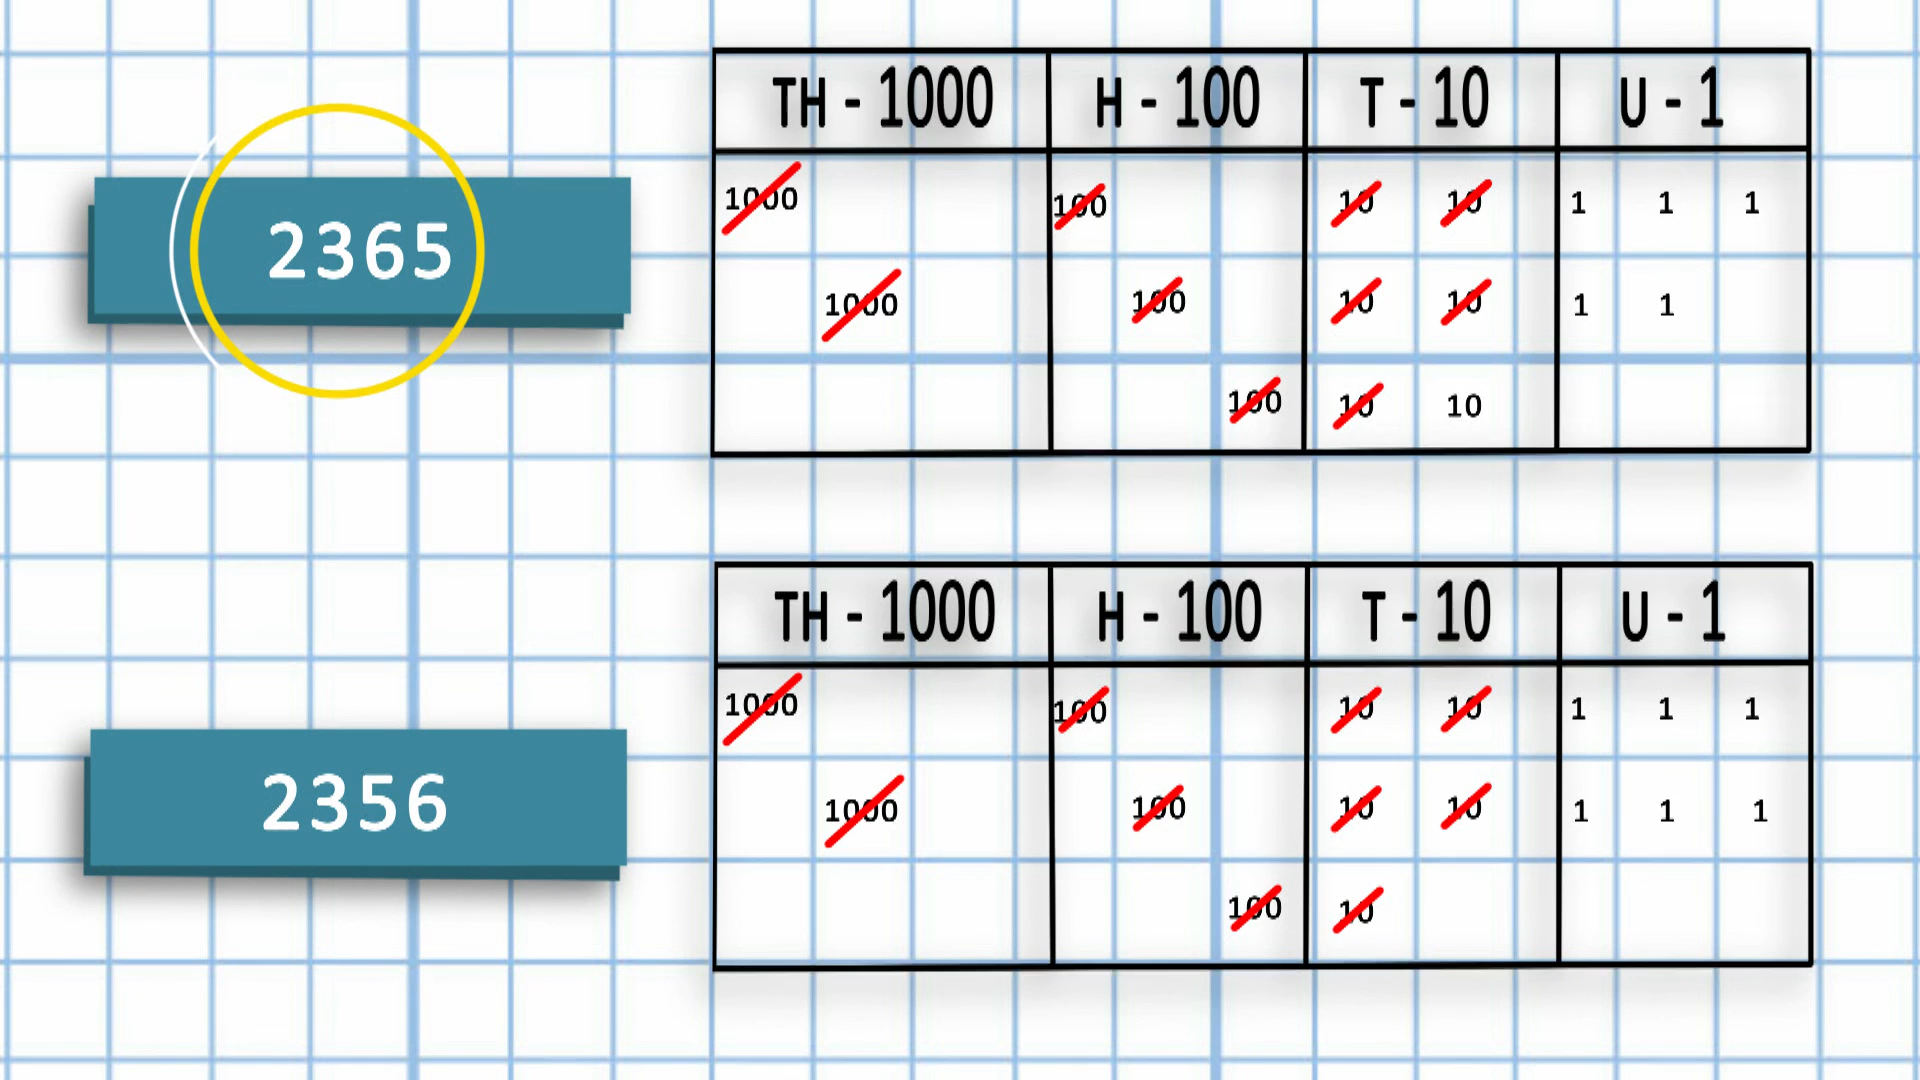 2365
TH - 1000 H - 100 T - 10 U - 1
1000 100 10 10 1 1 1
1000 100 10 10 1 1
100 10 10
2356
TH - 1000 H - 100 T - 10 U - 1
1000 100 10 10 1 1 1
1000 100 10 10 1 1 1
100 10